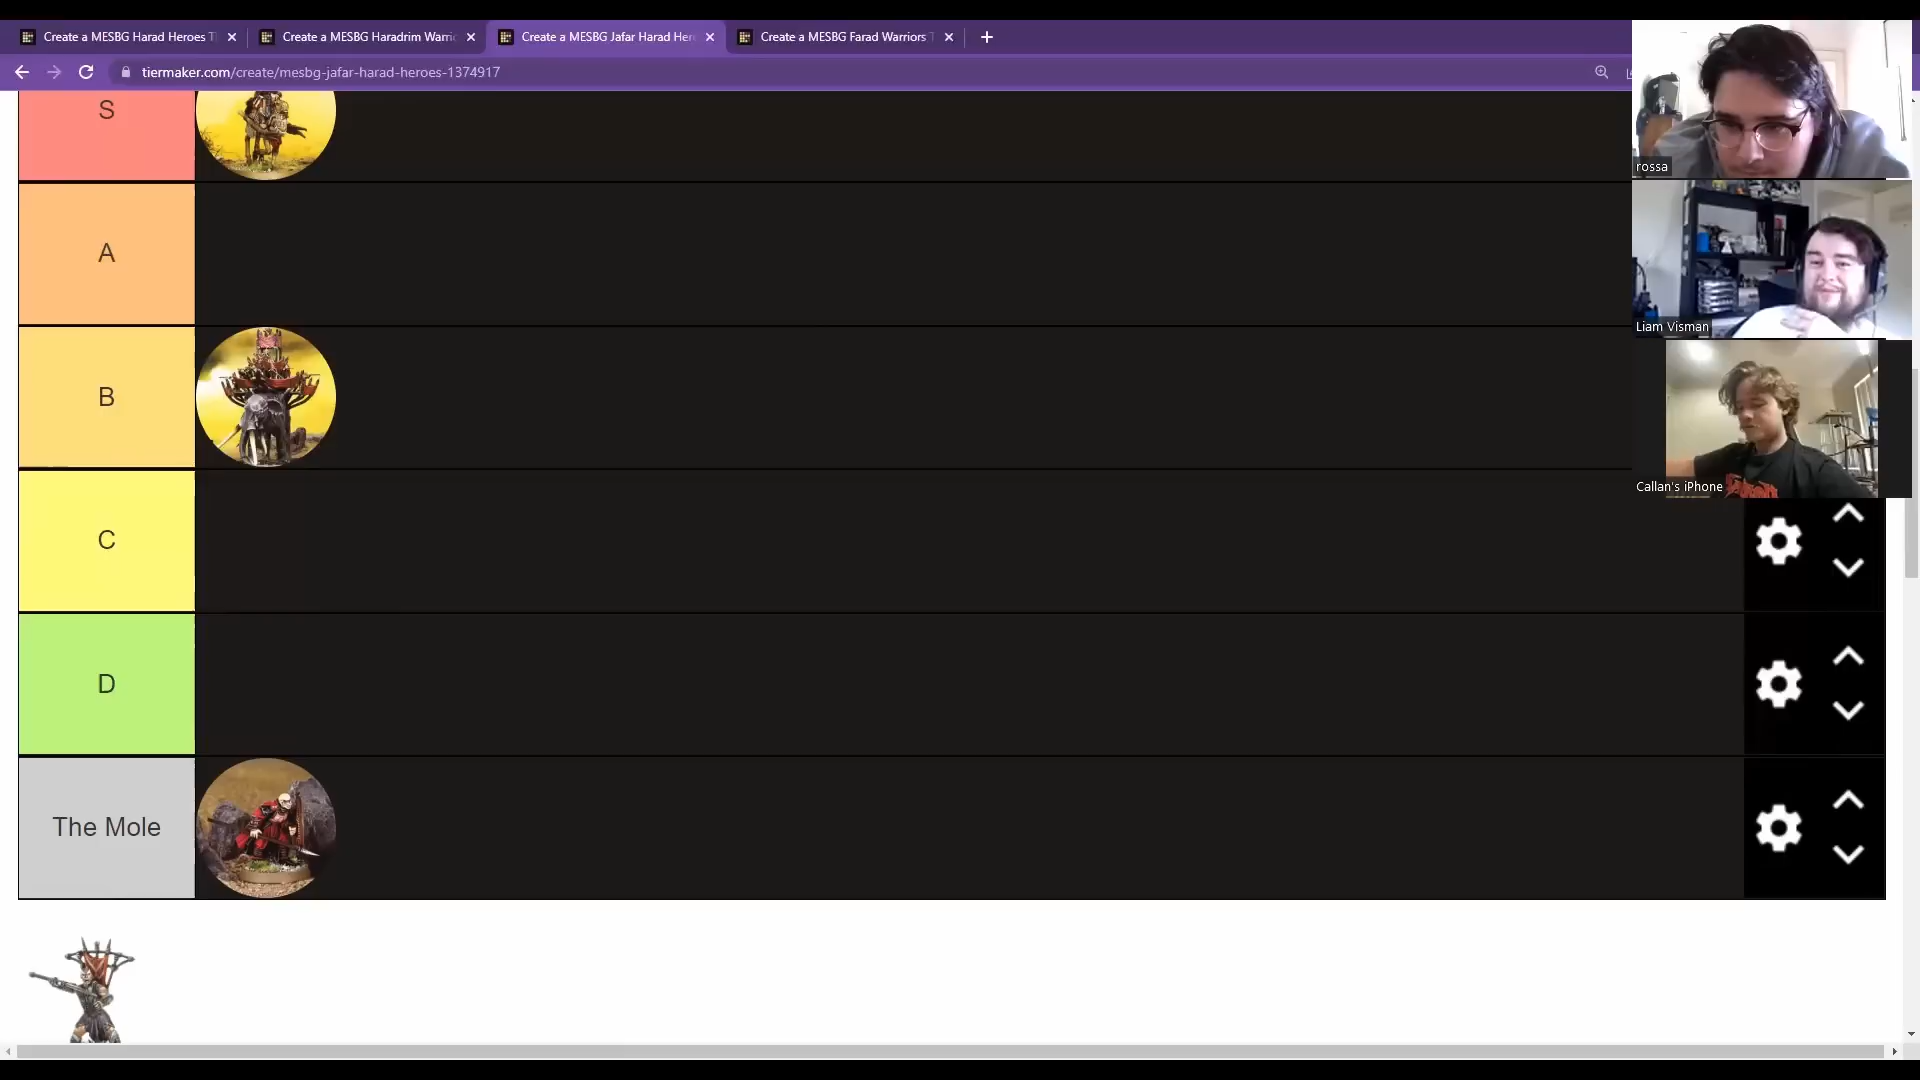 Create a MESBG Harad Heroes T
Create a MESBG Haradrim Warri
Create a MESBG Jafar Harad Her
Create a MESBG Farad Warriors T
tiermaker.com/create/mesbg-jafar-harad-heroes-1374917
S
A
B
C
D
The Mole
rossa
Liam Visman
Callan's iPhone